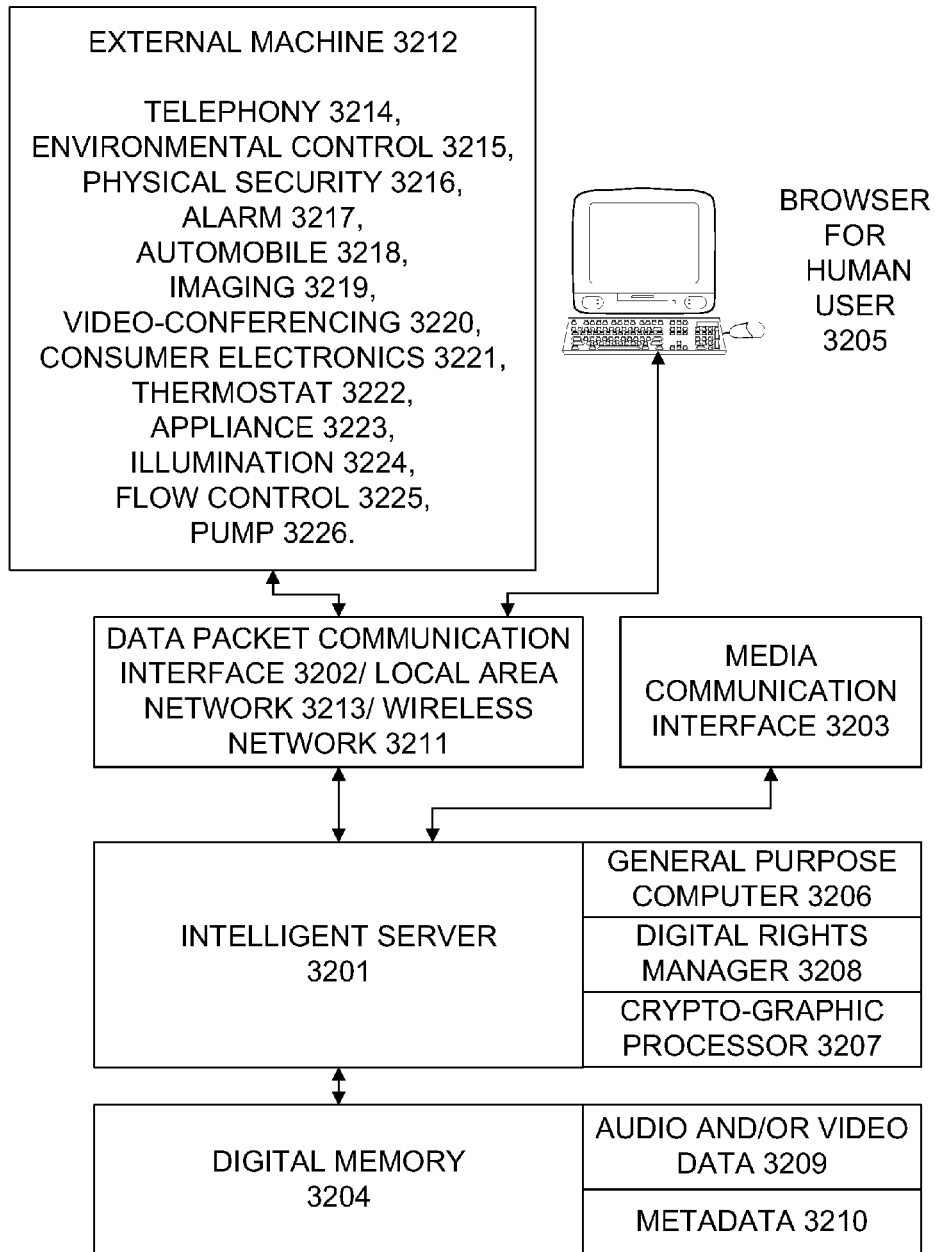 EXTERNAL MACHINE 3212
TELEPHONY 3214,
ENVIRONMENTAL CONTROL 3215,
PHYSICAL SECURITY 3216,
ALARM 3217,
AUTOMOBILE 3218,
IMAGING 3219,
VIDEO-CONFERENCING 3220,
CONSUMER ELECTRONICS 3221,
THERMOSTAT 3222,
APPLIANCE 3223,
ILLUMINATION 3224,
FLOW CONTROL 3225,
PUMP 3226.
BROWSER
FOR
HUMAN
USER
3205
DATA PACKET COMMUNICATION
INTERFACE 3202/ LOCAL AREA
NETWORK 3213/ WIRELESS
NETWORK 3211
MEDIA
COMMUNICATION
INTERFACE 3203
INTELLIGENT SERVER
3201
GENERAL PURPOSE
COMPUTER 3206
DIGITAL RIGHTS
MANAGER 3208
CRYPTO-GRAPHIC
PROCESSOR 3207
DIGITAL MEMORY
3204
AUDIO AND/OR VIDEO
DATA 3209
METADATA 3210